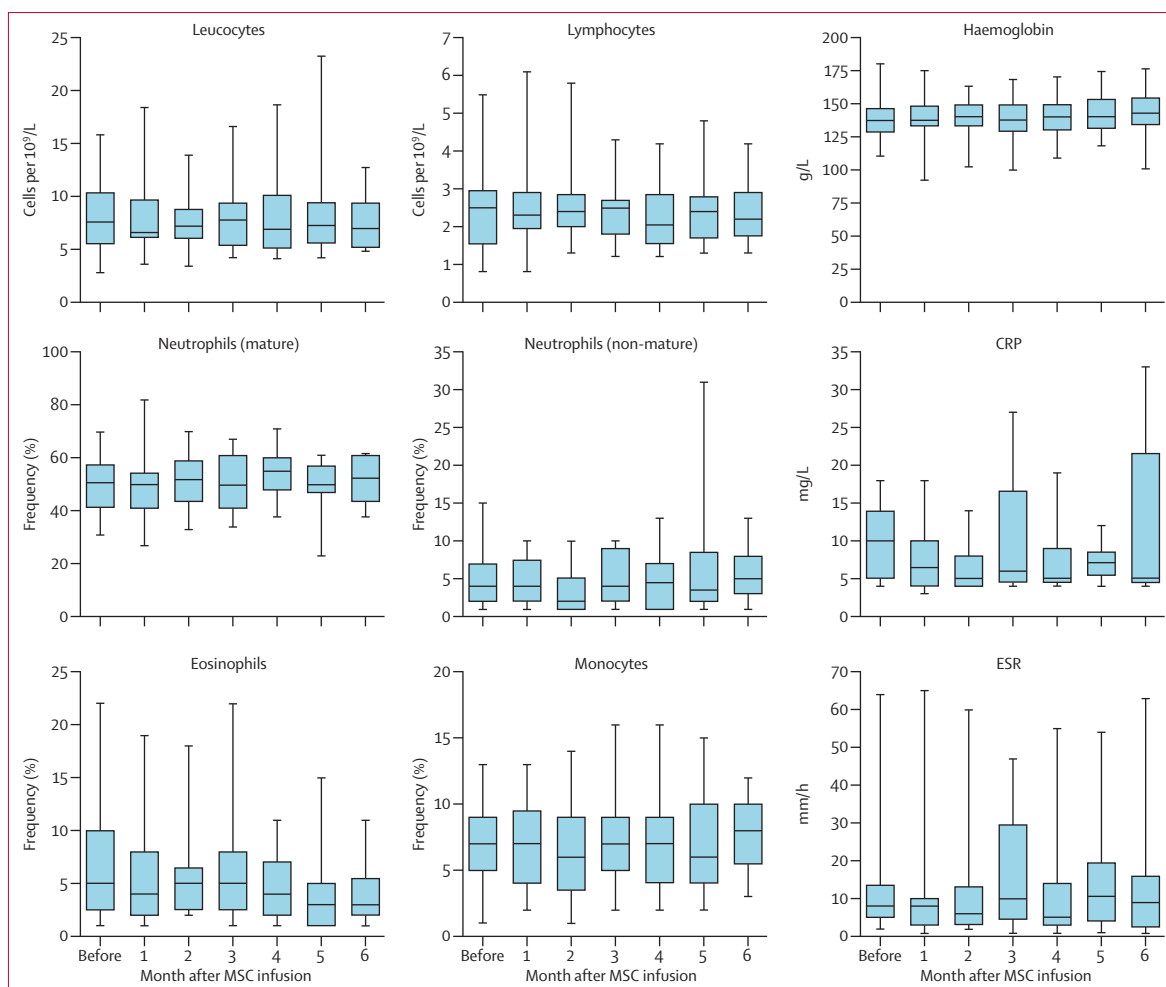 Leucocytes
Cells per 10⁹/L
25
20
15
10
5
0
Lymphocytes
Cells per 10⁹/L
7
6
5
4
3
2
1
0
Haemoglobin
g/L
200
175
150
125
100
75
50
25
0
Neutrophils (mature)
Frequency (%)
100
80
60
40
20
0
Neutrophils (non-mature)
Frequency (%)
35
30
25
20
15
10
5
0
CRP
mg/L
35
30
25
20
15
10
5
0
Eosinophils
Frequency (%)
25
20
15
10
5
0
Before 1 2 3 4 5 6
Month after MSC infusion
Monocytes
Frequency (%)
20
15
10
5
0
Before 1 2 3 4 5 6
Month after MSC infusion
ESR
mm/h
70
60
50
40
30
20
10
0
Before 1 2 3 4 5 6
Month after MSC infusion